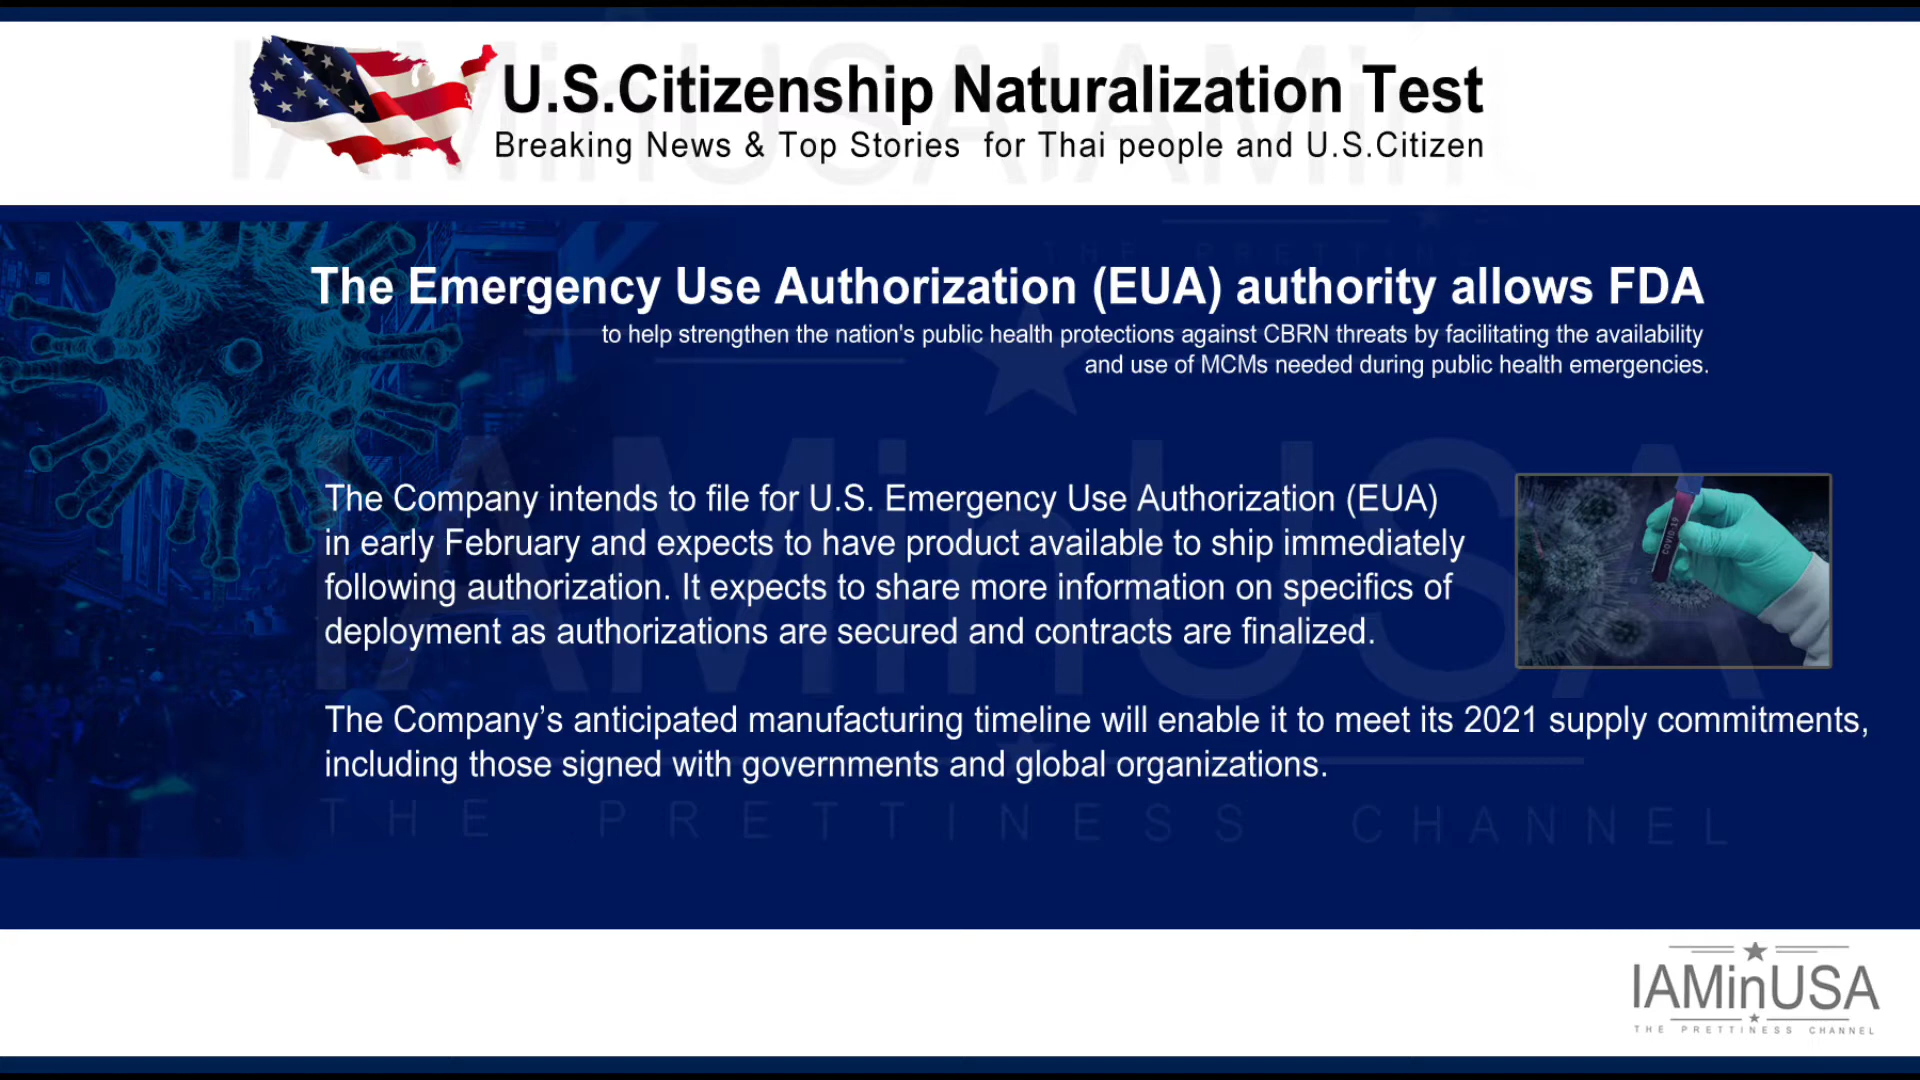 U.S.Citizenship Naturalization Test
Breaking News & Top Stories for Thai people and U.S.Citizen
The Emergency Use Authorization (EUA) authority allows FDA
to help strengthen the nation's public health protections against CBRN threats by facilitating the availability
and use of MCMs needed during public health emergencies.
The Company intends to file for U.S. Emergency Use Authorization (EUA)
in early February and expects to have product available to ship immediately
following authorization. It expects to share more information on specifics of
deployment as authorizations are secured and contracts are finalized.
COVID-19
The Company’s anticipated manufacturing timeline will enable it to meet its 2021 supply commitments,
including those signed with governments and global organizations.
IAMinUSA
THE PRETTINESS CHANNEL
IAMinUSA
THE PRETTINESS CHANNEL